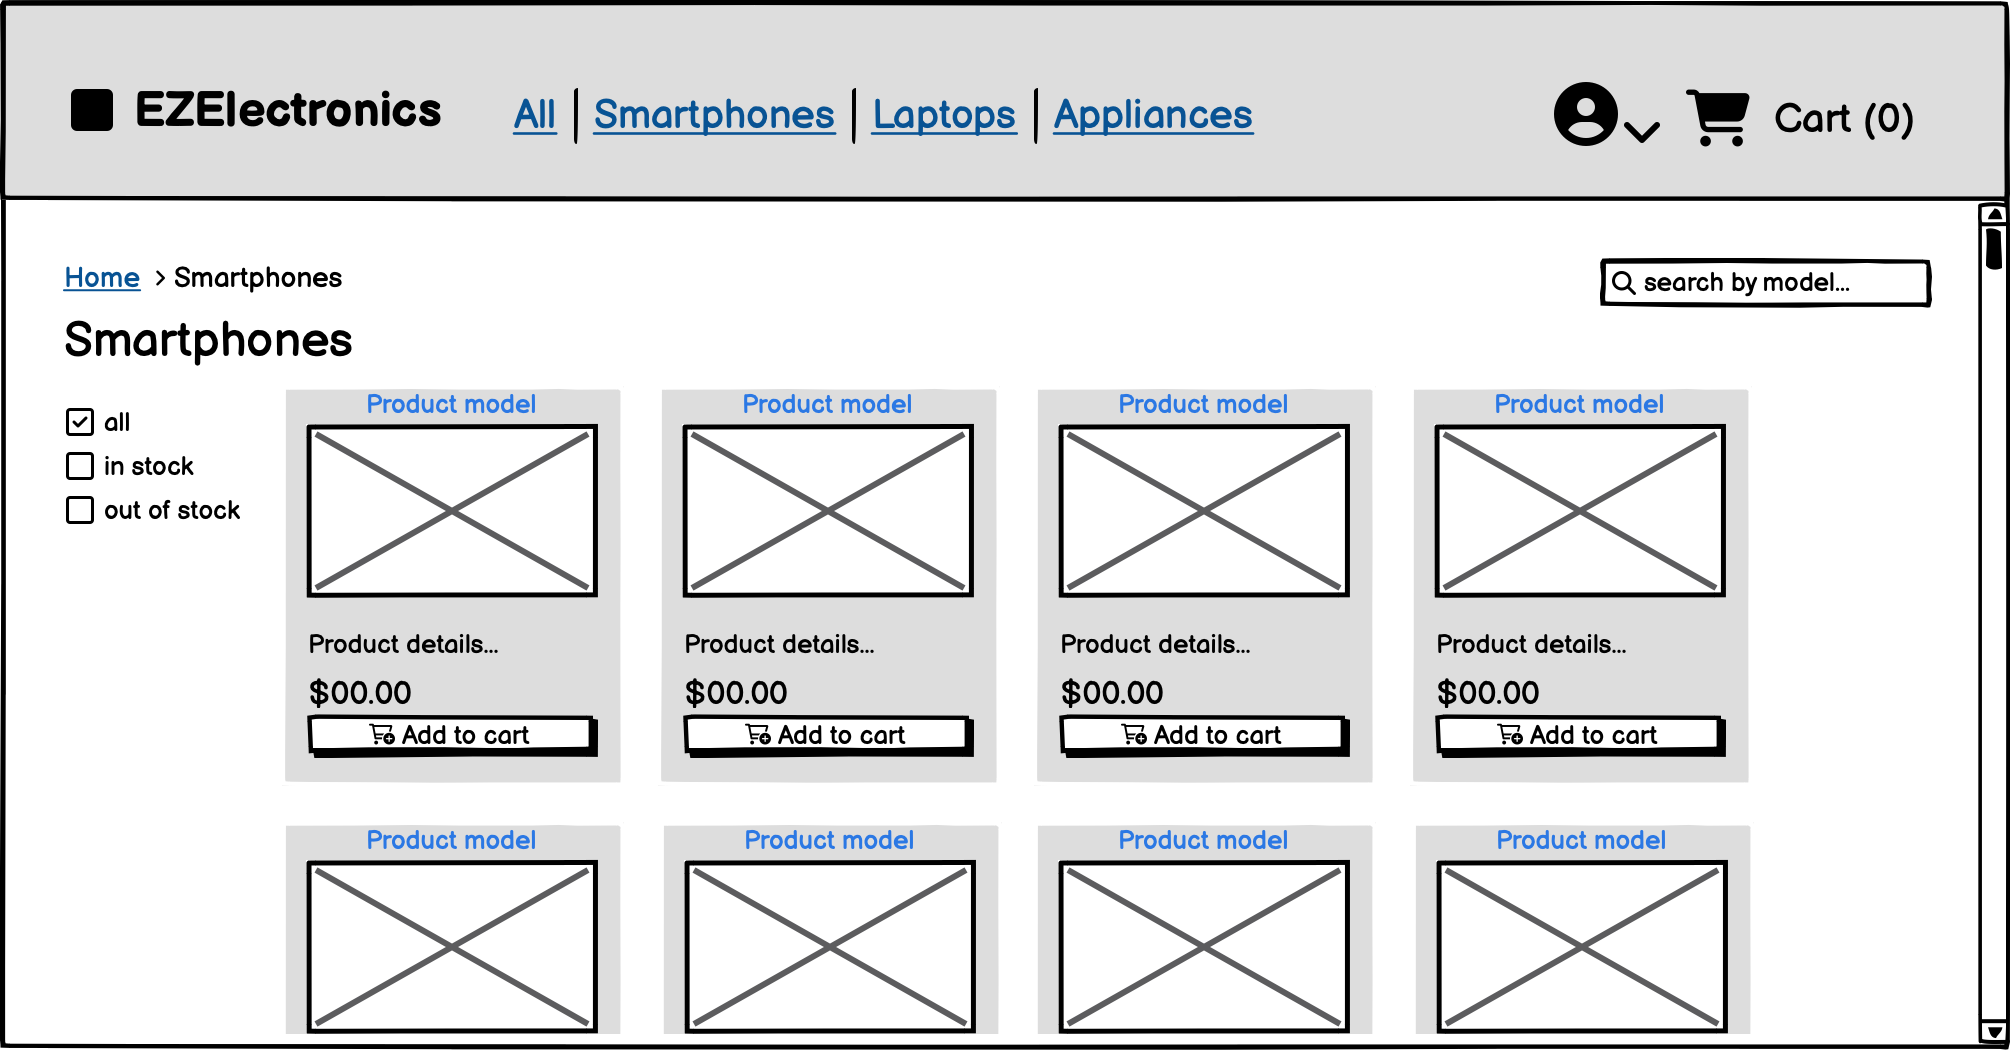 EZElectronics All Smartphones Laptops Appliances Cart (0)
Home > Smartphones
search by model...
Smartphones
all
in stock
out of stock
Product model Product model Product model Product model
Product details... Product details... Product details... Product details...
$00.00 $00.00 $00.00 $00.00
Add to cart Add to cart Add to cart Add to cart
Product model Product model Product model Product model